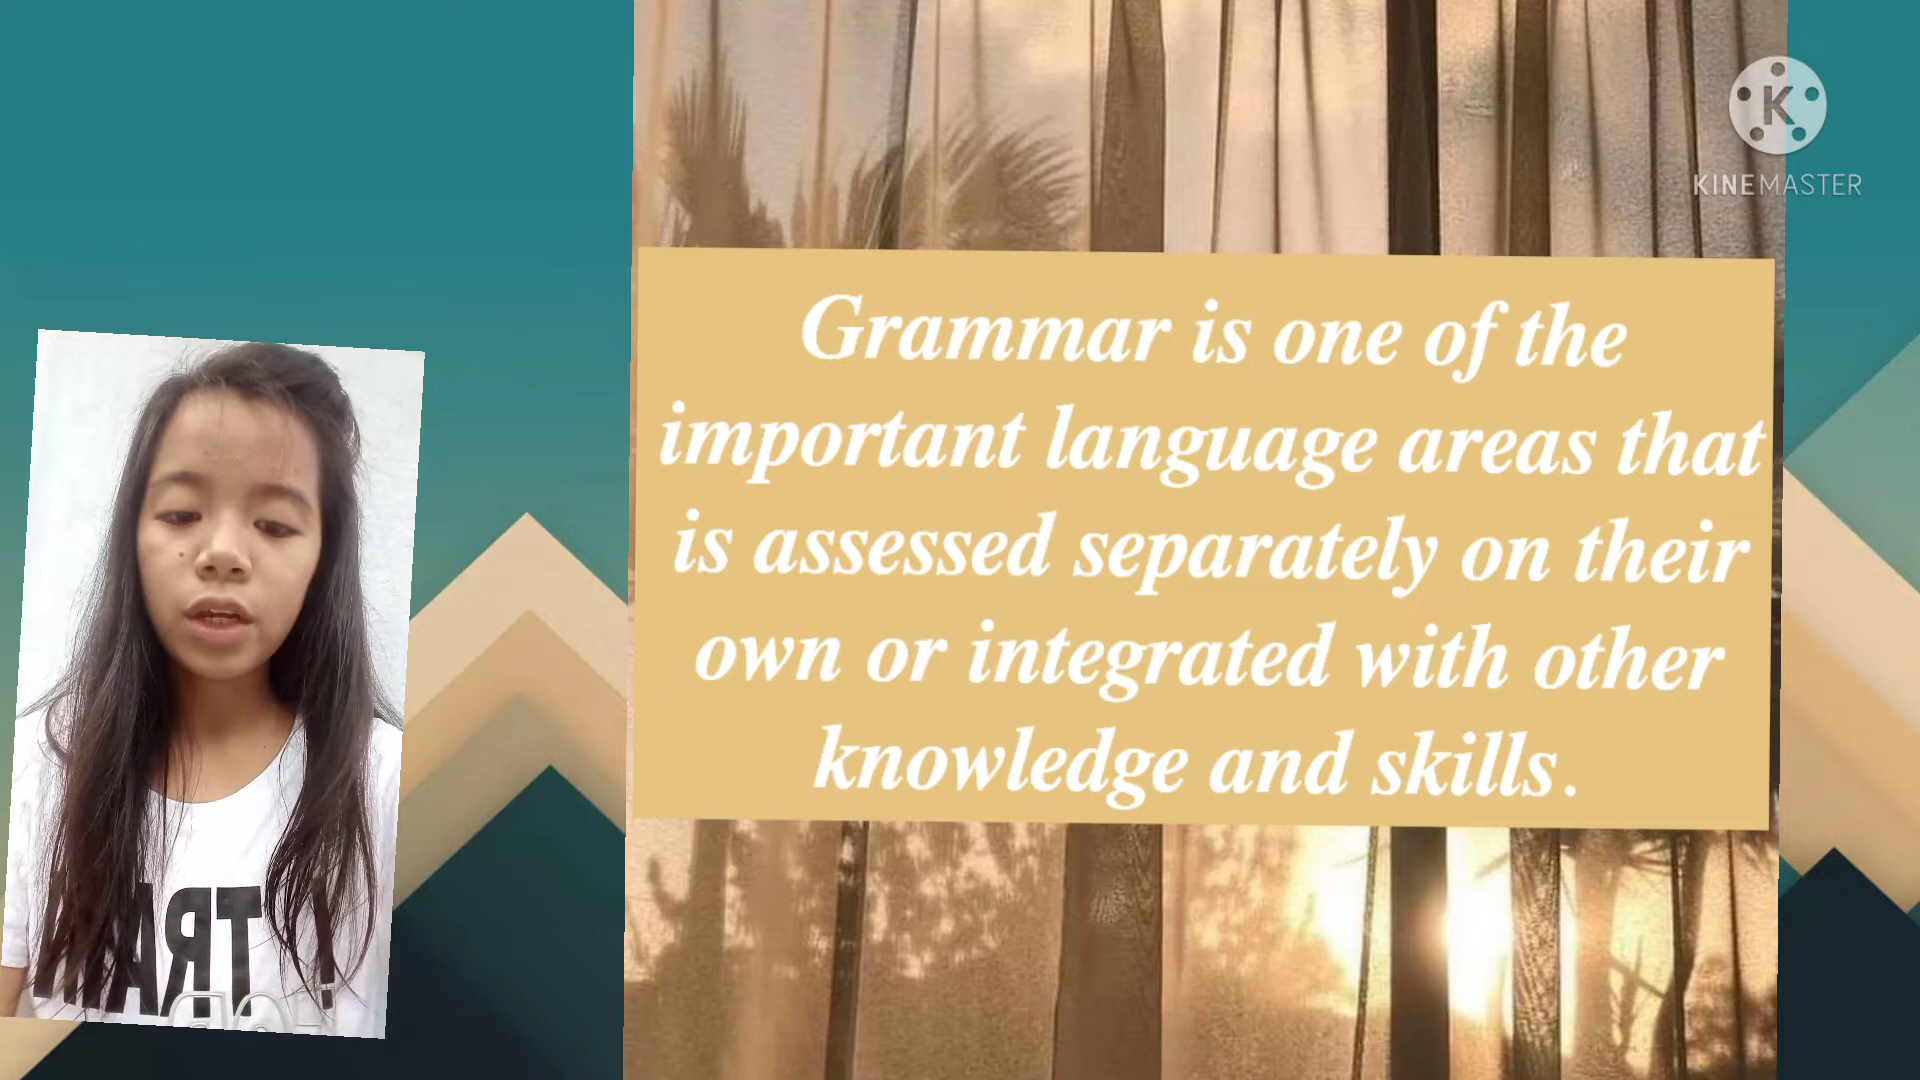 K
KINEMASTER
Grammar is one of the
important language areas that
is assessed separately on their
own or integrated with other
knowledge and skills.